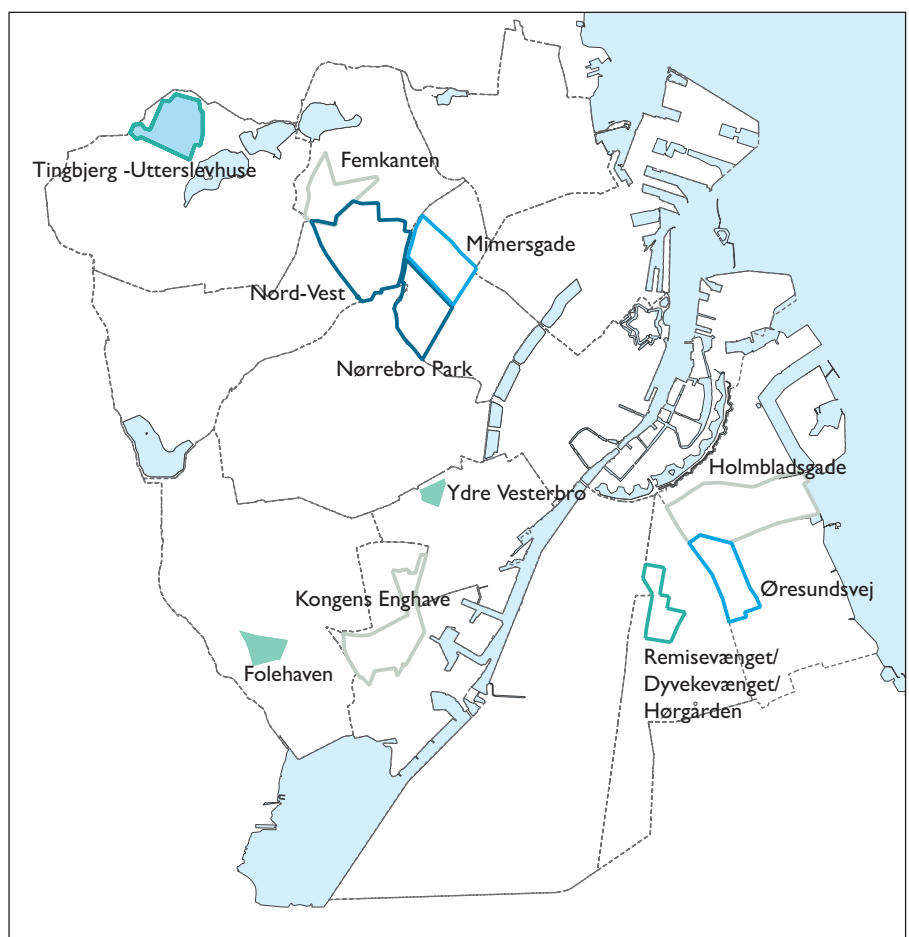 Femkanten
Tingbjerg -Utterslevhuse
Mimersgade
Nord-Vest
Nørrebro Park
Holmbladsgade
Ydre Vesterbro
Øresundsvej
Kongens Enghave
Remisevænget/
Dyvekevænget/
Hørgården
Folehaven